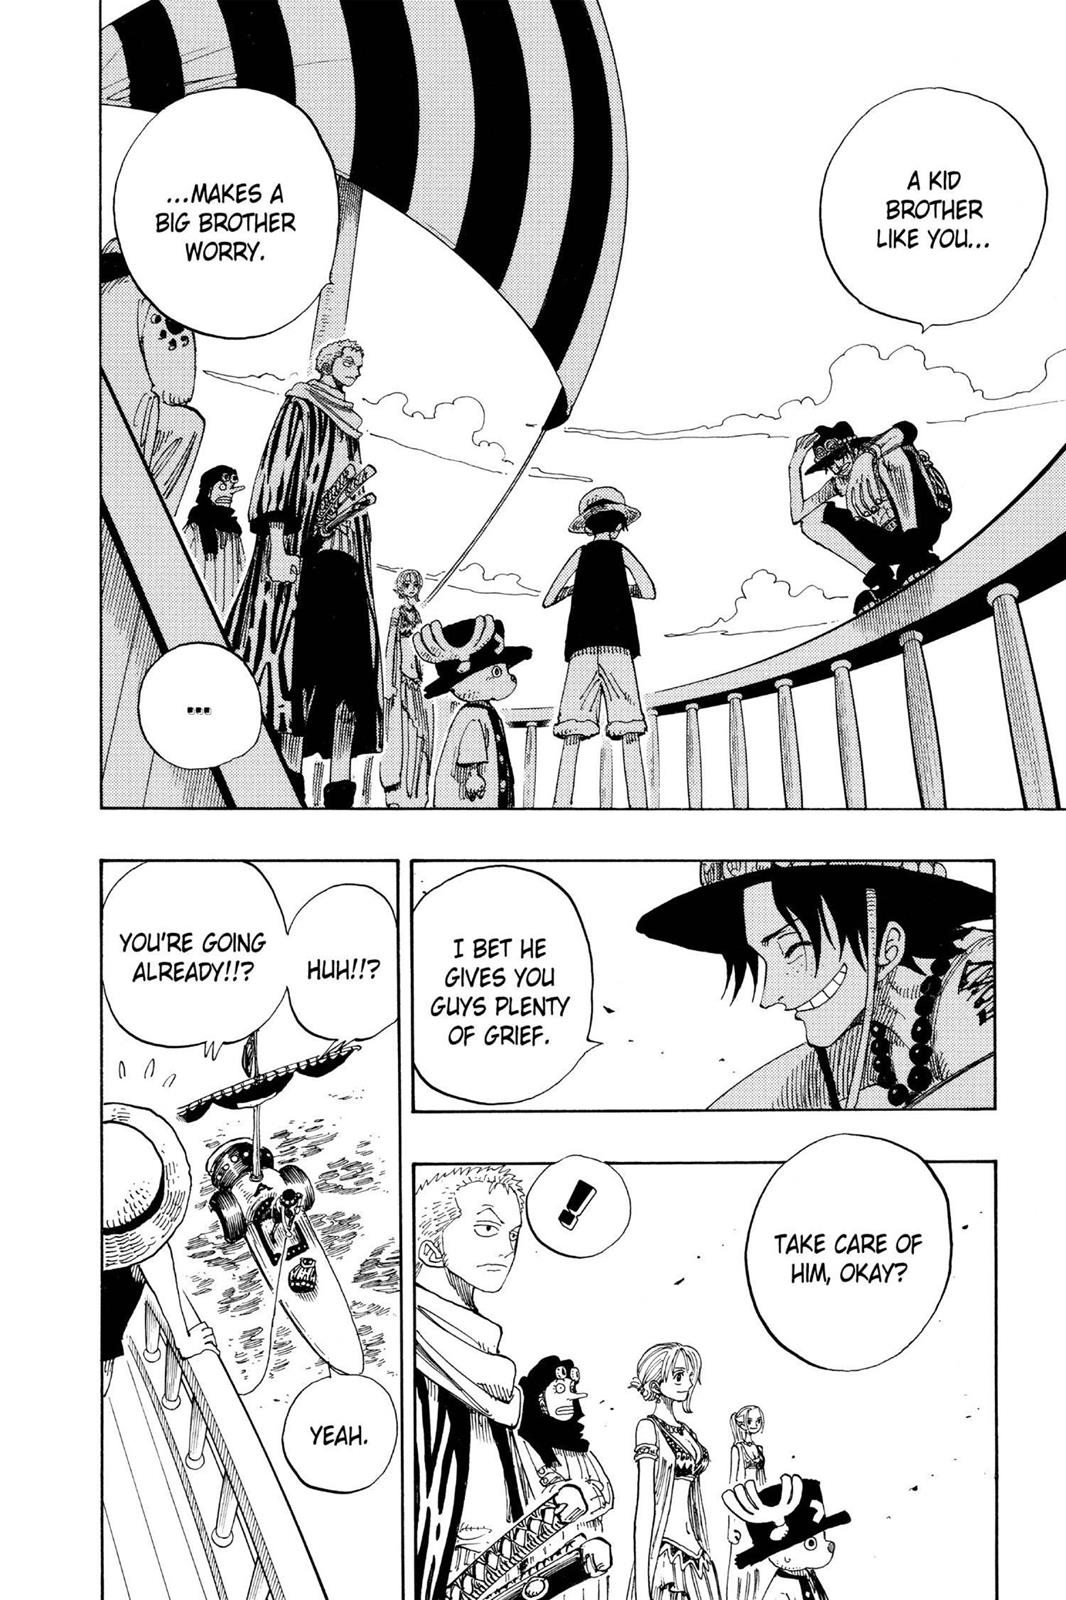 A KID
BROTHER
LIKE YOU...
...MAKES A
BIG BROTHER
WORRY.
...
I BET HE
GIVES YOU
GUYS PLENTY
OF GRIEF.
TAKE CARE OF
HIM, OKAY?
!
HUH!!?
YOU'RE GOING
ALREADY!!?
YEAH.